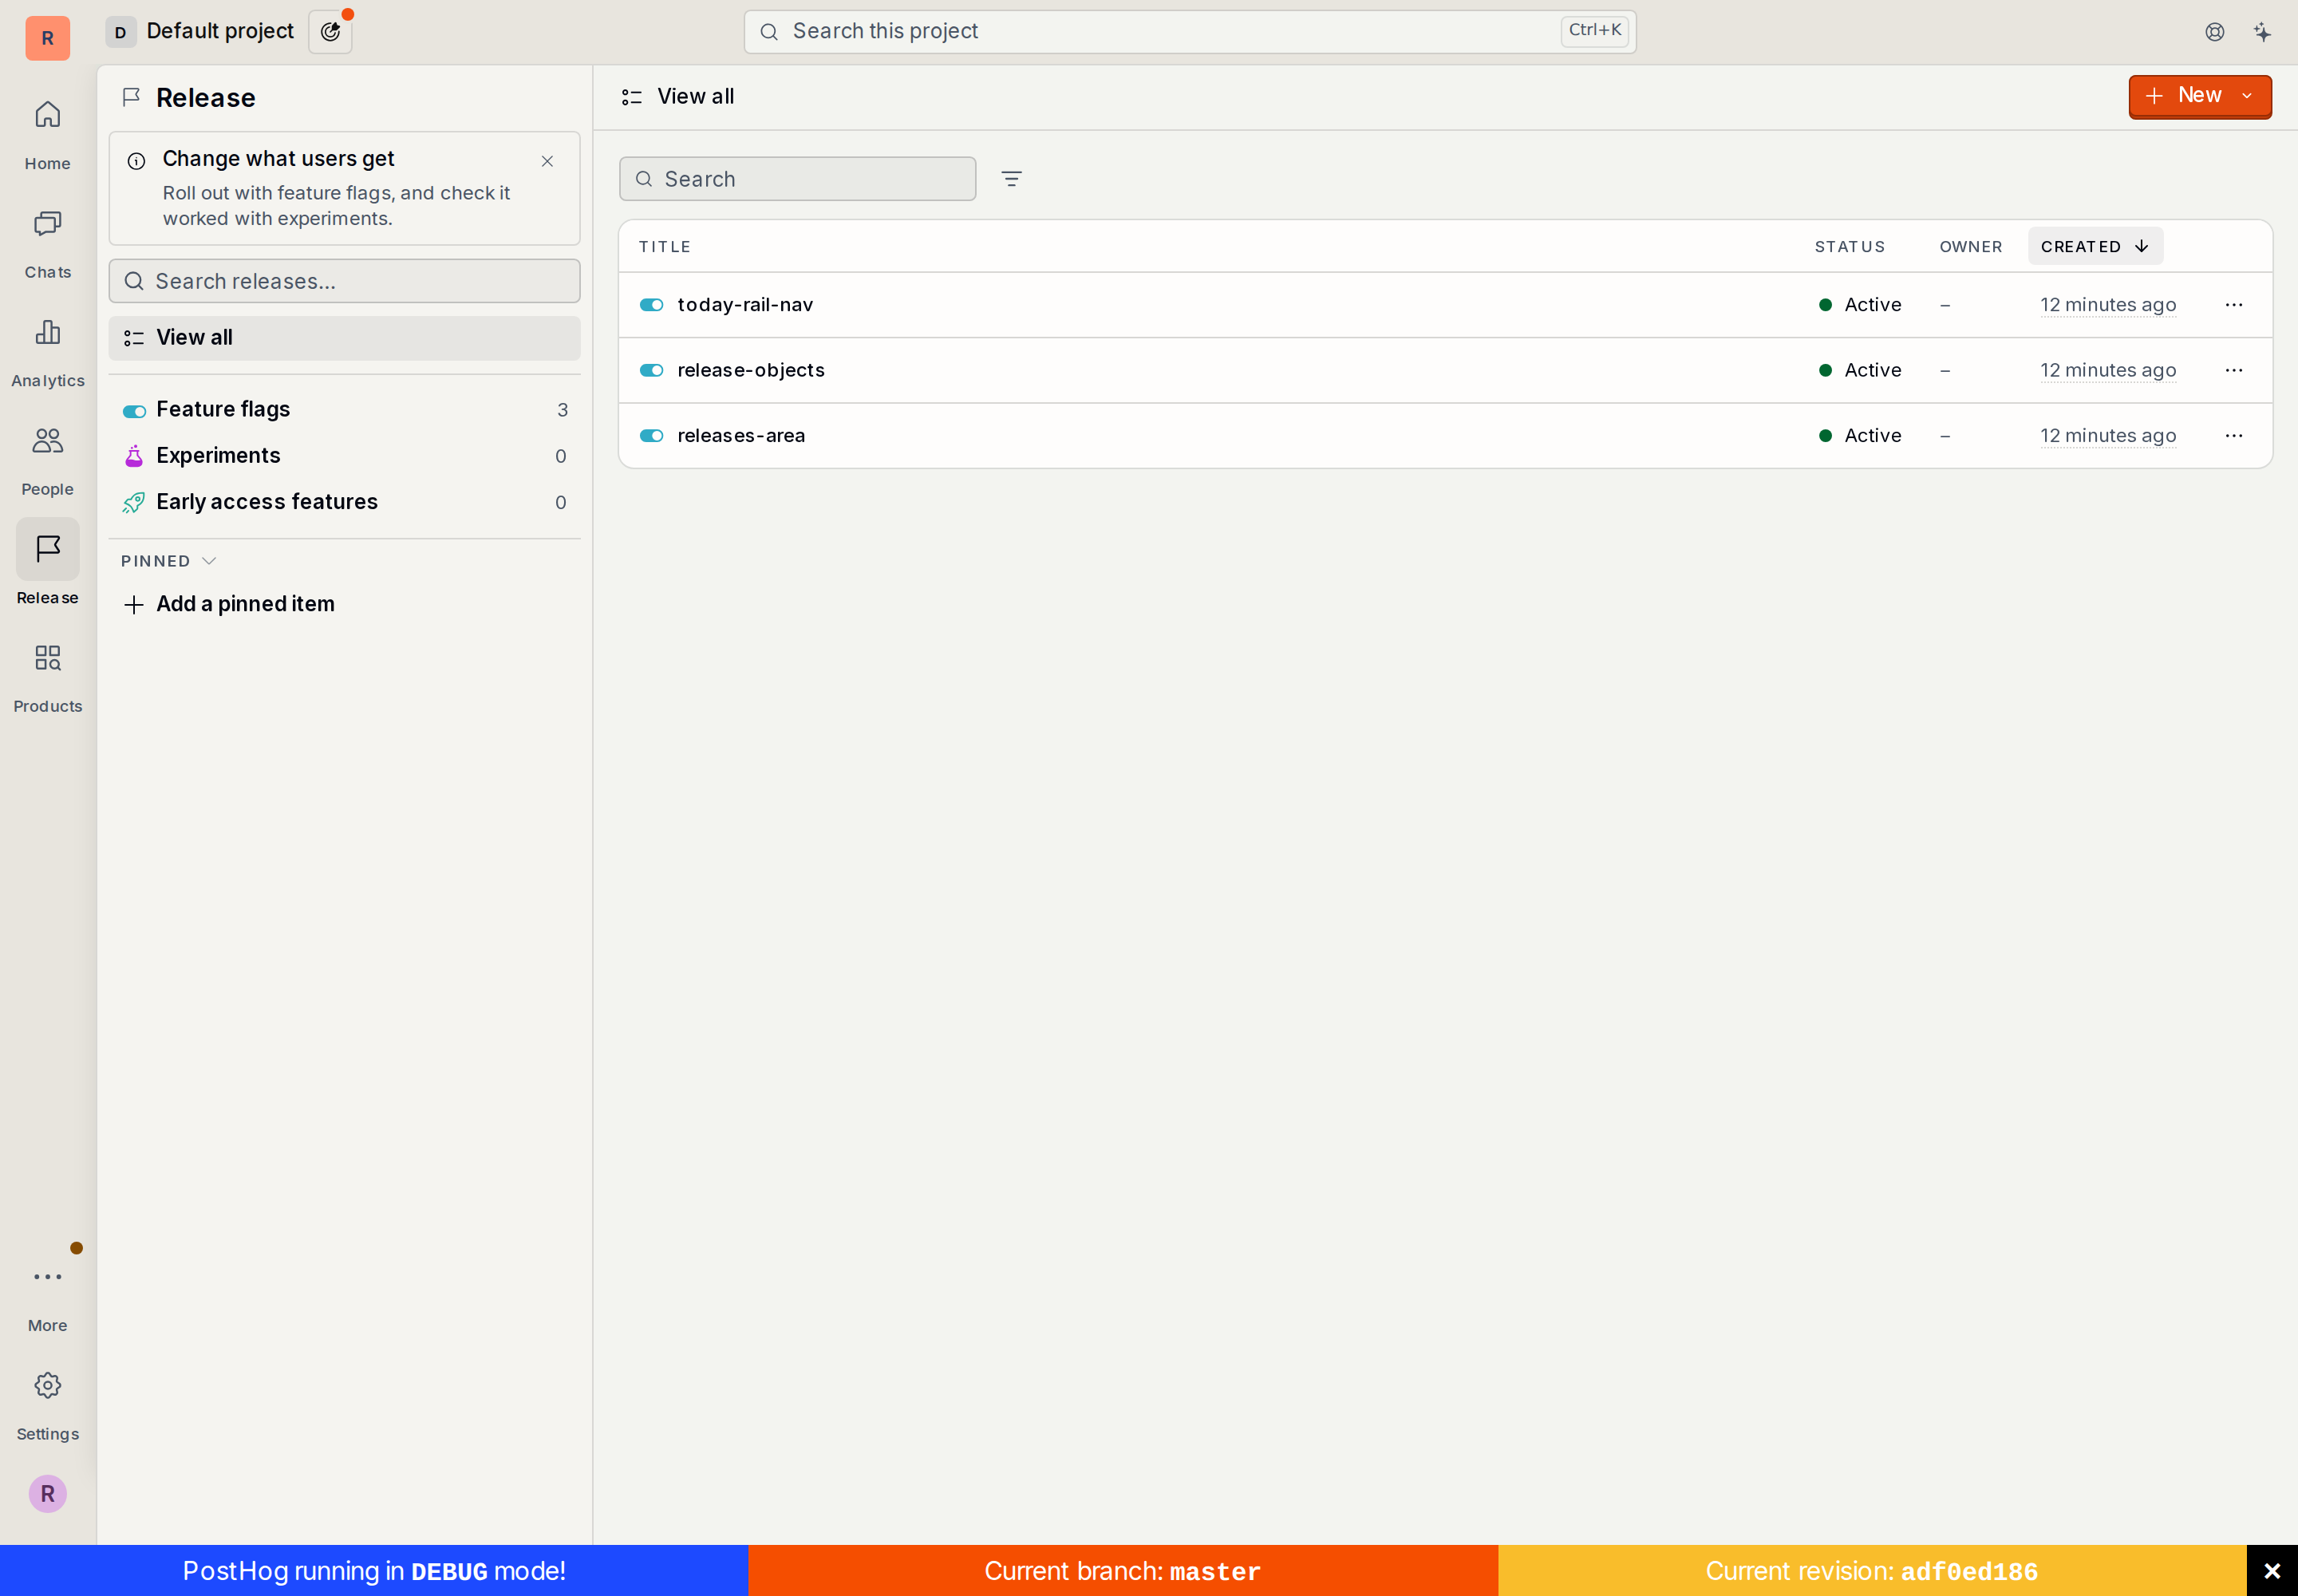 R
D Default project
Search this project Ctrl+K
Home
Chats
Analytics
People
Release
Products
More
Settings
R
Release
Change what users get
Roll out with feature flags, and check it
worked with experiments.
Search releases...
View all
Feature flags 3
Experiments 0
Early access features 0
PINNED
Add a pinned item
View all
New
Search
TITLE STATUS OWNER CREATED
today-rail-nav Active – 12 minutes ago
release-objects Active – 12 minutes ago
releases-area Active – 12 minutes ago
PostHog running in DEBUG mode!
Current branch: master
Current revision: adf0ed186